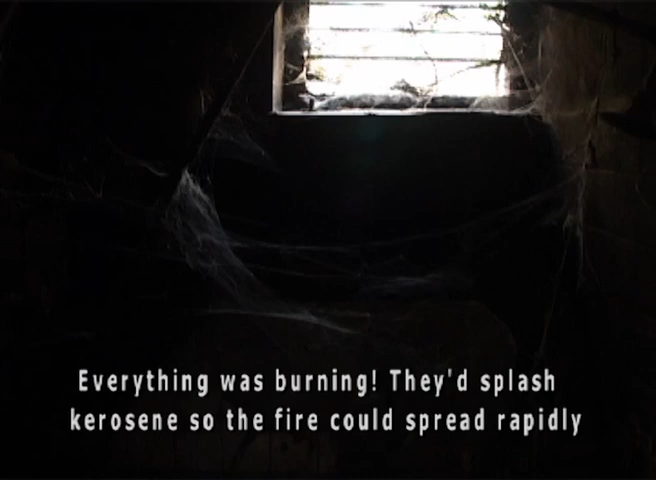 Everything was burning! They'd splash
kerosene so the fire could spread rapidly